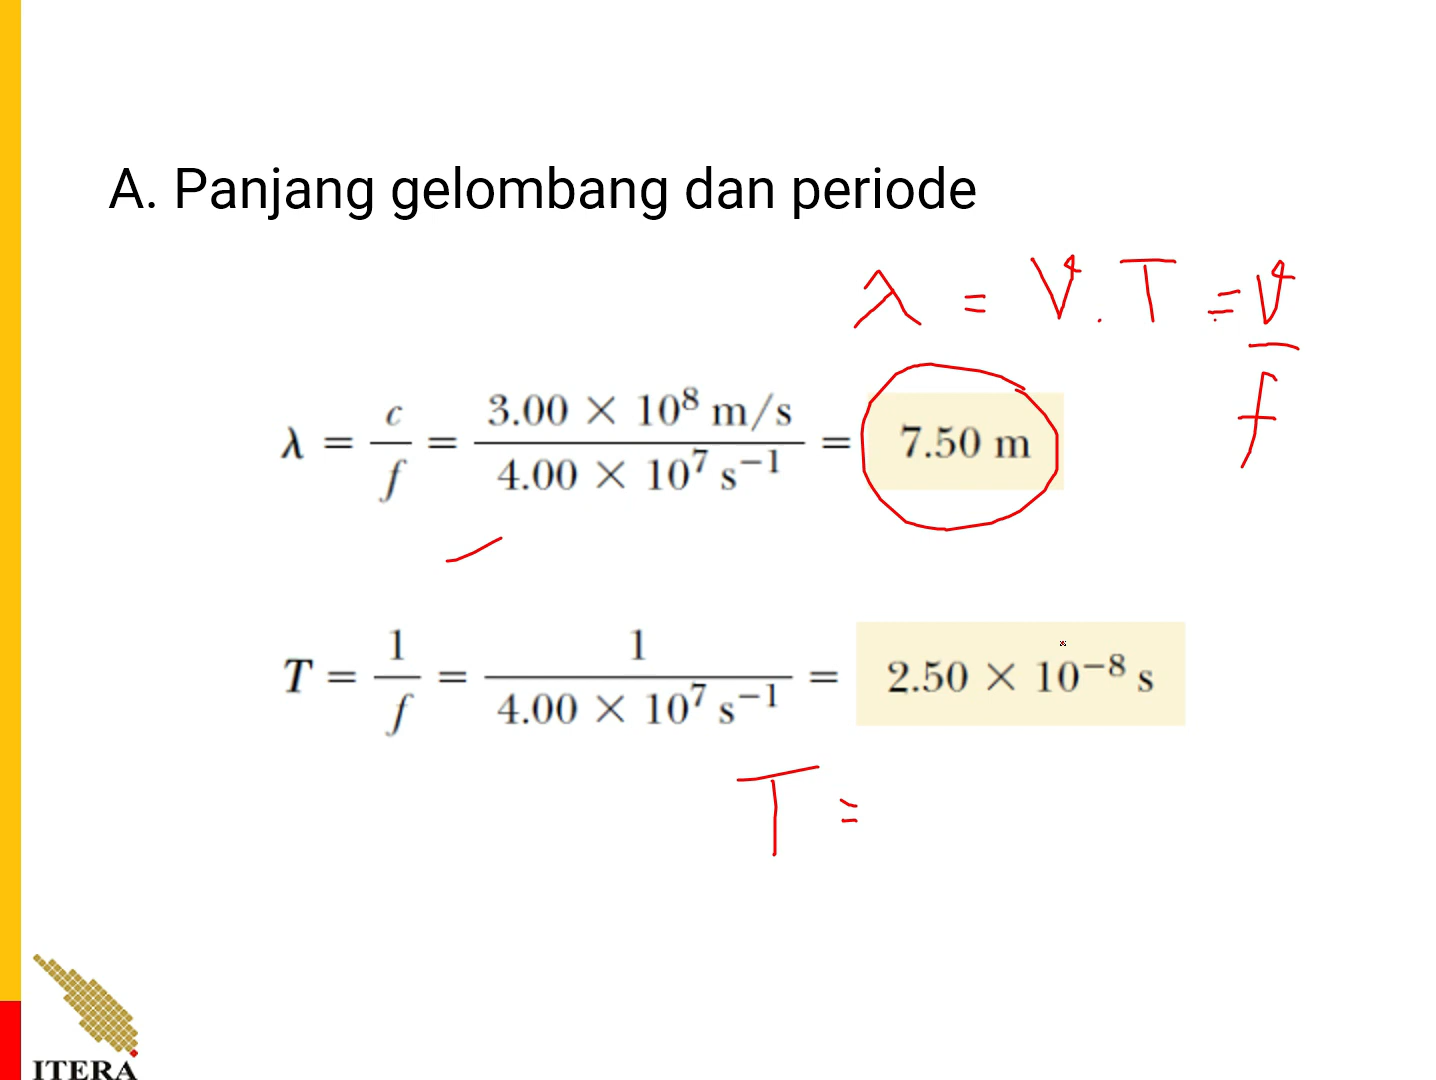 A. Panjang gelombang dan periode
λ = V . T = V / f
λ = c / f = 3.00 × 10⁸ m/s / 4.00 × 10⁷ s⁻¹ = 7.50 m
T = 1 / f = 1 / 4.00 × 10⁷ s⁻¹ = 2.50 × 10⁻⁸ s
T =
ITERA